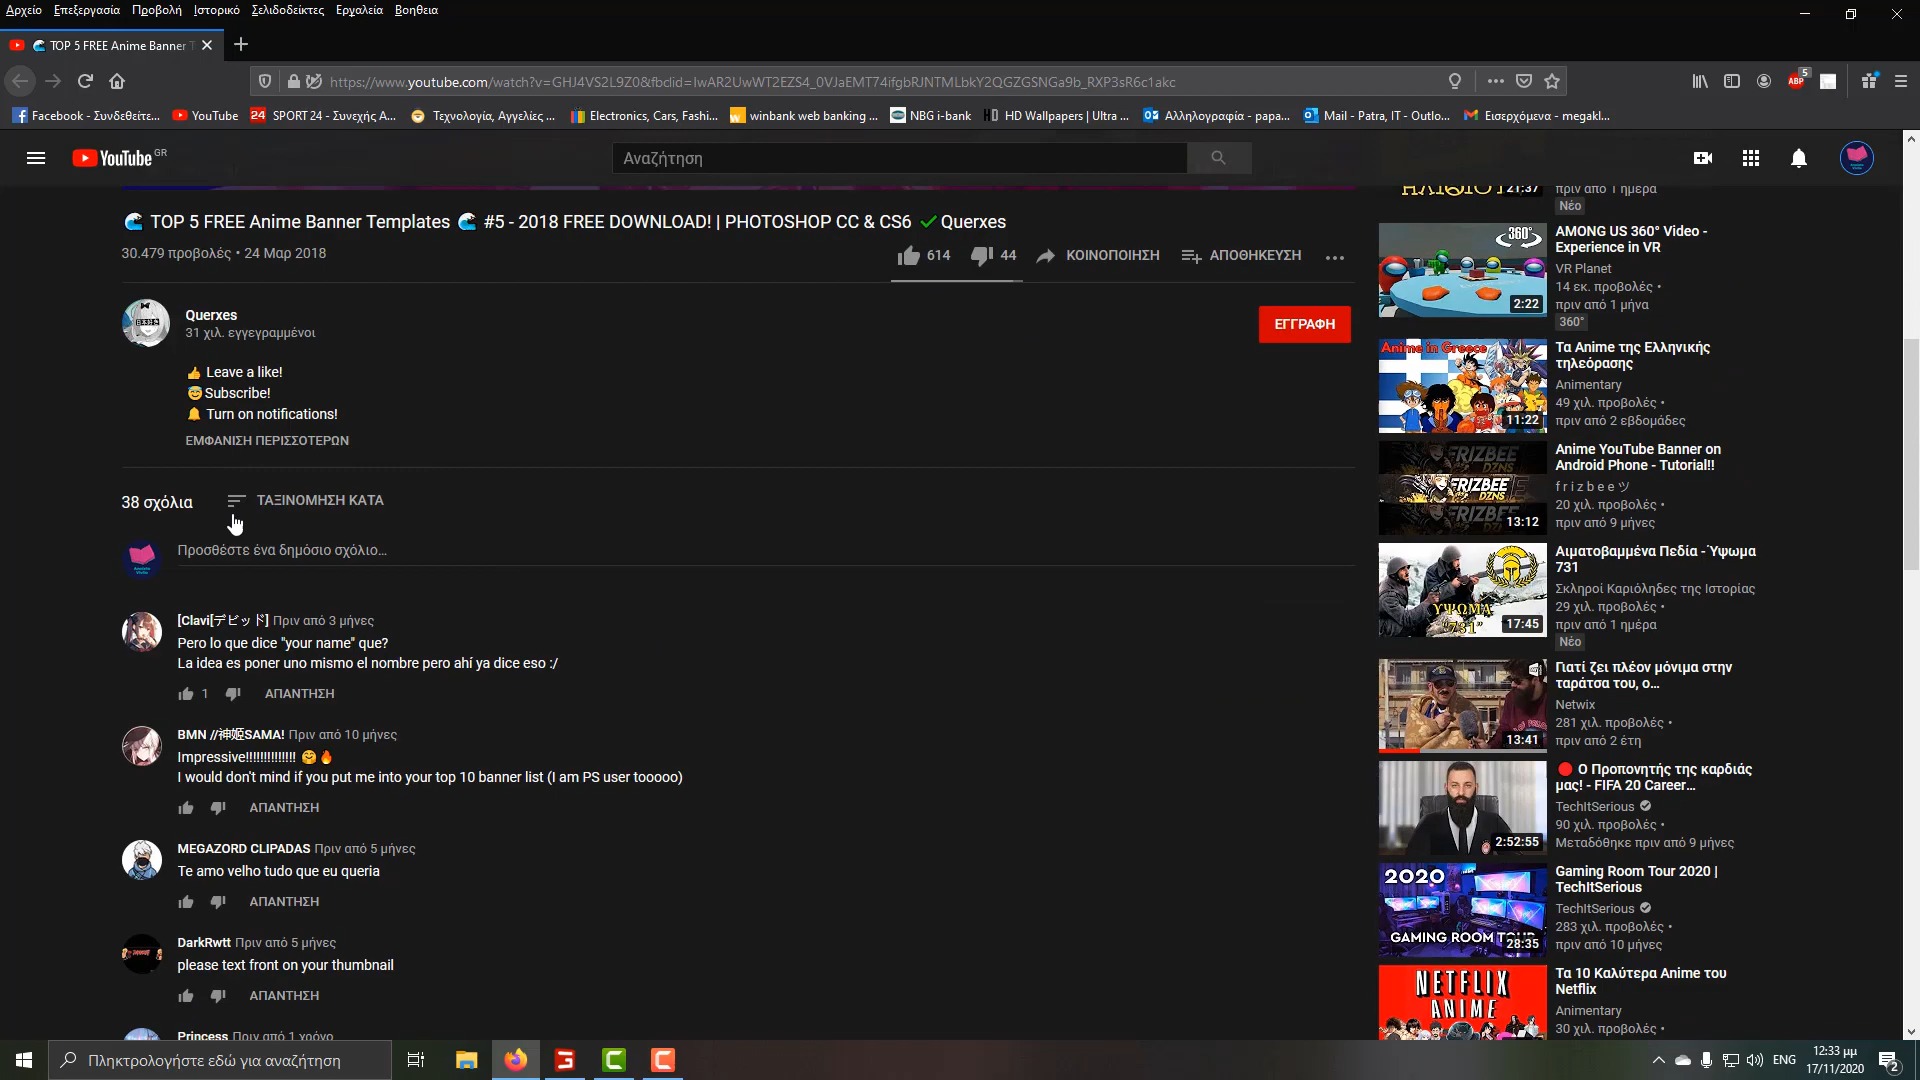 Αρχείο Επεξεργασία Προβολή Ιστορικό Σελιδοδείκτες Εργαλεία Βοηθεια
TOP 5 FREE Anime Banner T
https://www.youtube.com/watch?v=GHJ4VS2L9Z0&fbclid=IwAR2UwWT2EZS4_0VJaEMT74ifgbRJNTMLbkY2QGZGSNGa9b_RXP3sR6c1akc
ABP 5
Facebook - Συνδεθείτε... YouTube 24 SPORT 24 - Συνεχής Α... Τεχνολογία, Αγγελίες ... Electronics, Cars, Fashi... winbank web banking ... NBG i-bank HD Wallpapers | Ultra ... Αλληλογραφία - papa... Mail - Patra, IT - Outlo... Εισερχόμενα - megakl...
YouTube GR
Αναζήτηση
TOP 5 FREE Anime Banner Templates #5 - 2018 FREE DOWNLOAD! | PHOTOSHOP CC & CS6 Querxes
30.479 προβολές • 24 Μαρ 2018
614 44 ΚΟΙΝΟΠΟΙΗΣΗ ΑΠΟΘΗΚΕΥΣΗ
Querxes
31 χιλ. εγγεγραμμένοι
ΕΓΓΡΑΦΗ
👍 Leave a like!
😇Subscribe!
🔔 Turn on notifications!
ΕΜΦΑΝΙΣΗ ΠΕΡΙΣΣΟΤΕΡΩΝ
38 σχόλια ΤΑΞΙΝΟΜΗΣΗ ΚΑΤΑ
Προσθέστε ένα δημόσιο σχόλιο...
[Clavi[デビッド] Πριν από 3 μήνες
Pero lo que dice "your name" que?
La idea es poner uno mismo el nombre pero ahí ya dice eso :/
1 ΑΠΑΝΤΗΣΗ
BMN //神姫SAMA! Πριν από 10 μήνες
Impressive!!!!!!!!!!!!!! 🤗🔥
I would don't mind if you put me into your top 10 banner list (I am PS user tooooo)
ΑΠΑΝΤΗΣΗ
MEGAZORD CLIPADAS Πριν από 5 μήνες
Te amo velho tudo que eu queria
ΑΠΑΝΤΗΣΗ
DarkRwtt Πριν από 5 μήνες
please text front on your thumbnail
ΑΠΑΝΤΗΣΗ
Princess Πριν από 1 χρόνο
21:37
πριν από 1 ημέρα
Νέο
360°
2:22
AMONG US 360° Video -
Experience in VR
VR Planet
14 εκ. προβολές •
πριν από 1 μήνα
360°
Anime in Greece
11:22
Τα Anime της Ελληνικής
τηλεόρασης
Animentary
49 χιλ. προβολές •
πριν από 2 εβδομάδες
FRIZBEE
DZNS
13:12
Anime YouTube Banner on
Android Phone - Tutorial!!
f r i z b e e ツ
20 χιλ. προβολές •
πριν από 9 μήνες
ΥΨΩΜΑ
"731"
17:45
Αιματοβαμμένα Πεδία - Ύψωμα
731
Σκληροί Καριόληδες της Ιστορίας
29 χιλ. προβολές •
πριν από 1 ημέρα
Νέο
13:41
Γιατί ζει πλέον μόνιμα στην
ταράτσα του, ο...
Netwix
281 χιλ. προβολές •
πριν από 2 έτη
2:52:55
🔴 Ο Προπονητής της καρδιάς
μας! - FIFA 20 Career...
TechItSerious
90 χιλ. προβολές •
Μεταδόθηκε πριν από 9 μήνες
2020
GAMING ROOM TOUR
28:35
Gaming Room Tour 2020 |
TechItSerious
TechItSerious
283 χιλ. προβολές •
πριν από 10 μήνες
NETFLIX
ANIME
Τα 10 Καλύτερα Anime του
Netflix
Animentary
30 χιλ. προβολές •
Πληκτρολογήστε εδώ για αναζήτηση
ENG
12:33 μμ
17/11/2020
2